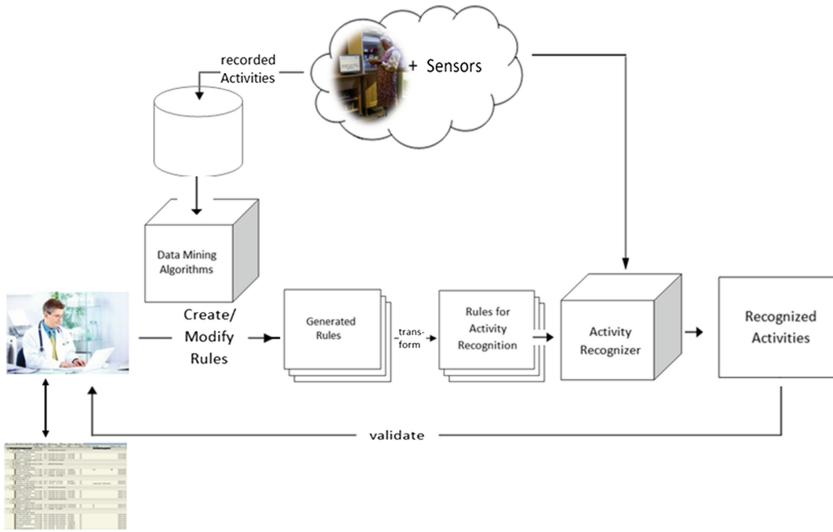 recorded
Activities
+ Sensors
Data Mining
Algorithms
Create/
Modify
Rules
Generated
Rules
trans-
form
Rules for
Activity
Recognition
Activity
Recognizer
Recognized
Activities
validate